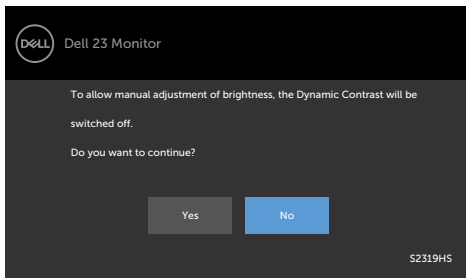 DELL Dell 23 Monitor
To allow manual adjustment of brightness, the Dynamic Contrast will be
switched off.
Do you want to continue?
Yes No
S2319HS